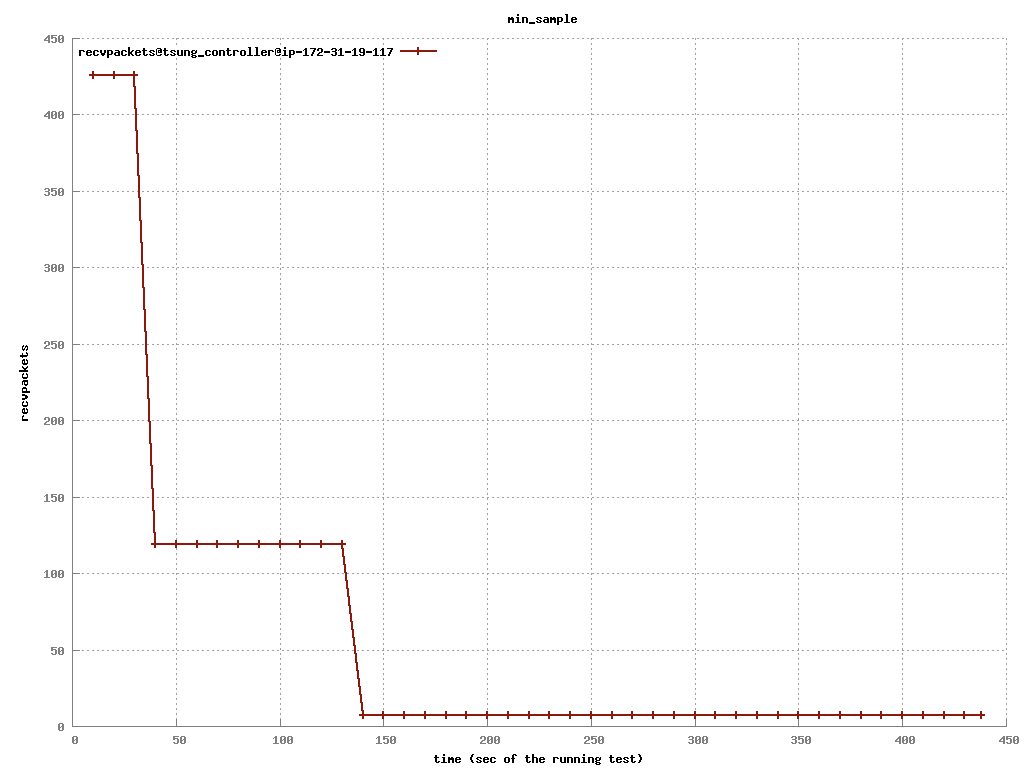 min_sample
450
recvpackets@tsung_controller@ip-172-31-19-117
400
350
300
250
200
150
100
50
0
recvpackets
0 50 100 150 200 250 300 350 400 450
time (sec of the running test)